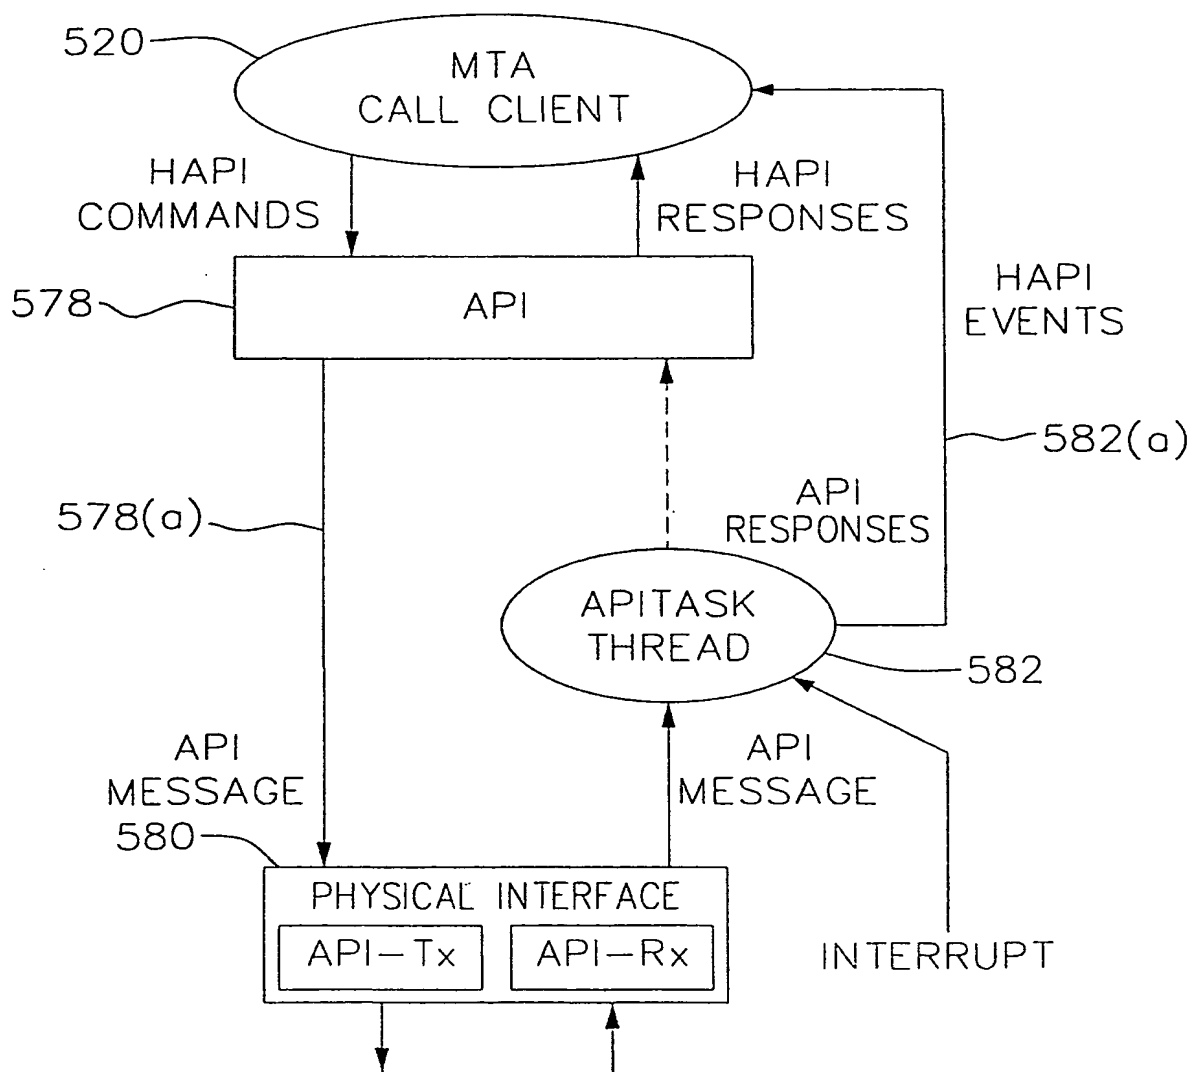 520
MTA
CALL CLIENT
HAPI
COMMANDS
HAPI
RESPONSES
578
API
HAPI
EVENTS
582(a)
578(a)
API
RESPONSES
APITASK
THREAD
582
API
MESSAGE
API
MESSAGE
580
PHYSICAL INTERFACE
API-Tx
API-Rx
INTERRUPT